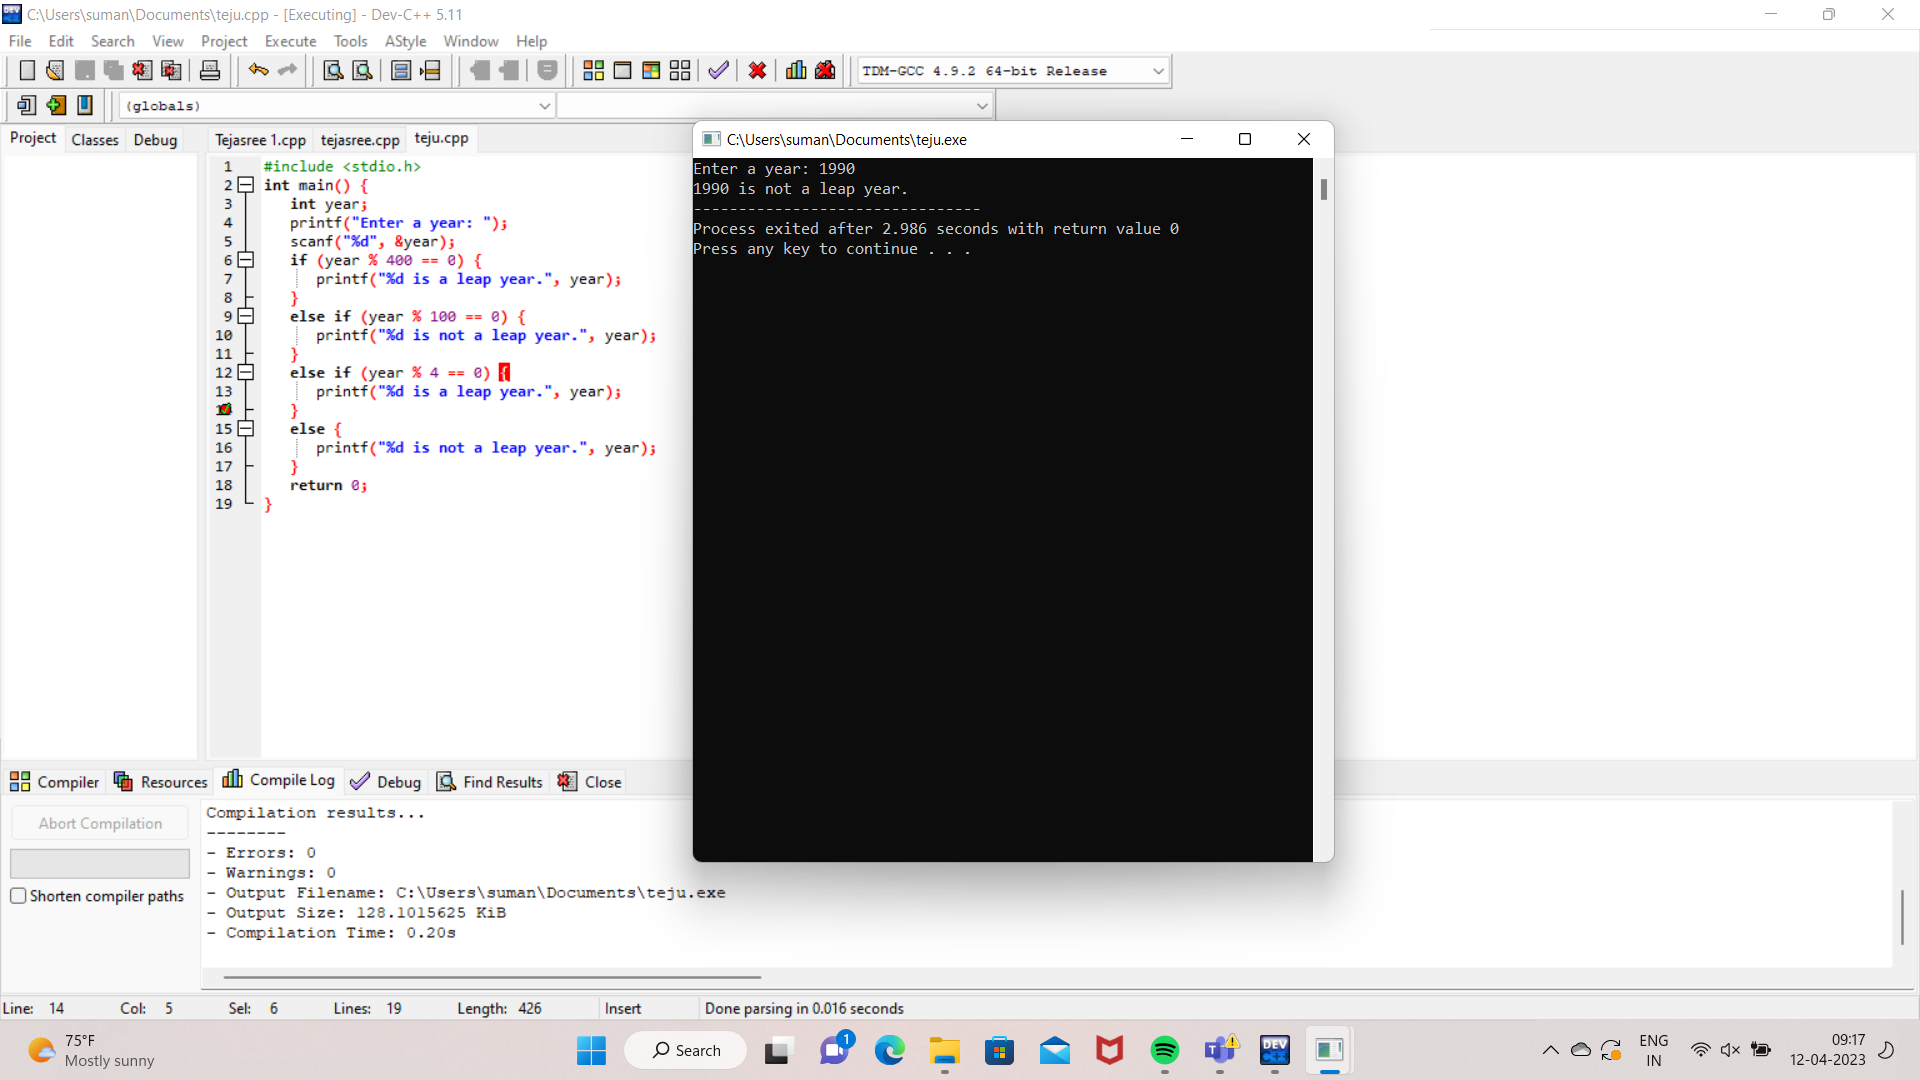 C:\Users\suman\Documents\teju.cpp - [Executing] - Dev-C++ 5.11
File Edit Search View Project Execute Tools AStyle Window Help
TDM-GCC 4.9.2 64-bit Release
(globals)
Project Classes Debug
Tejasree 1.cpp tejasree.cpp teju.cpp
1 #include <stdio.h>
2 int main() {
3 int year;
4 printf("Enter a year: ");
5 scanf("%d", &year);
6 if (year % 400 == 0) {
7 printf("%d is a leap year.", year);
8 }
9 else if (year % 100 == 0) {
10 printf("%d is not a leap year.", year);
11 }
12 else if (year % 4 == 0) {
13 printf("%d is a leap year.", year);
}
15 else {
16 printf("%d is not a leap year.", year);
17 }
18 return 0;
19 }
C:\Users\suman\Documents\teju.exe
Enter a year: 1990
1990 is not a leap year.
--------------------------------
Process exited after 2.986 seconds with return value 0
Press any key to continue . . .
Compiler Resources Compile Log Debug Find Results Close
Abort Compilation
Shorten compiler paths
Compilation results...
--------
- Errors: 0
- Warnings: 0
- Output Filename: C:\Users\suman\Documents\teju.exe
- Output Size: 128.1015625 KiB
- Compilation Time: 0.20s
Line: 14 Col: 5 Sel: 6 Lines: 19 Length: 426 Insert Done parsing in 0.016 seconds
75°F
Mostly sunny
Search
1
DEV
C++
ENG
IN
09:17
12-04-2023